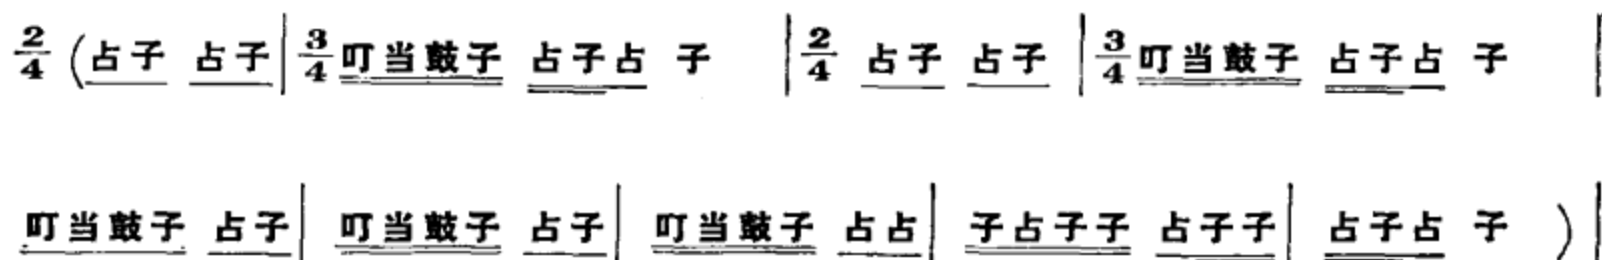 2/4 (占子 占子 | 3/4 叮当鼓子 占子占 子 | 2/4 占子 占子 | 3/4 叮当鼓子 占子占 子 |
叮当鼓子 占子 | 叮当鼓子 占子 | 叮当鼓子 占占 | 子占子子 占子子 | 占子占 子 ) |